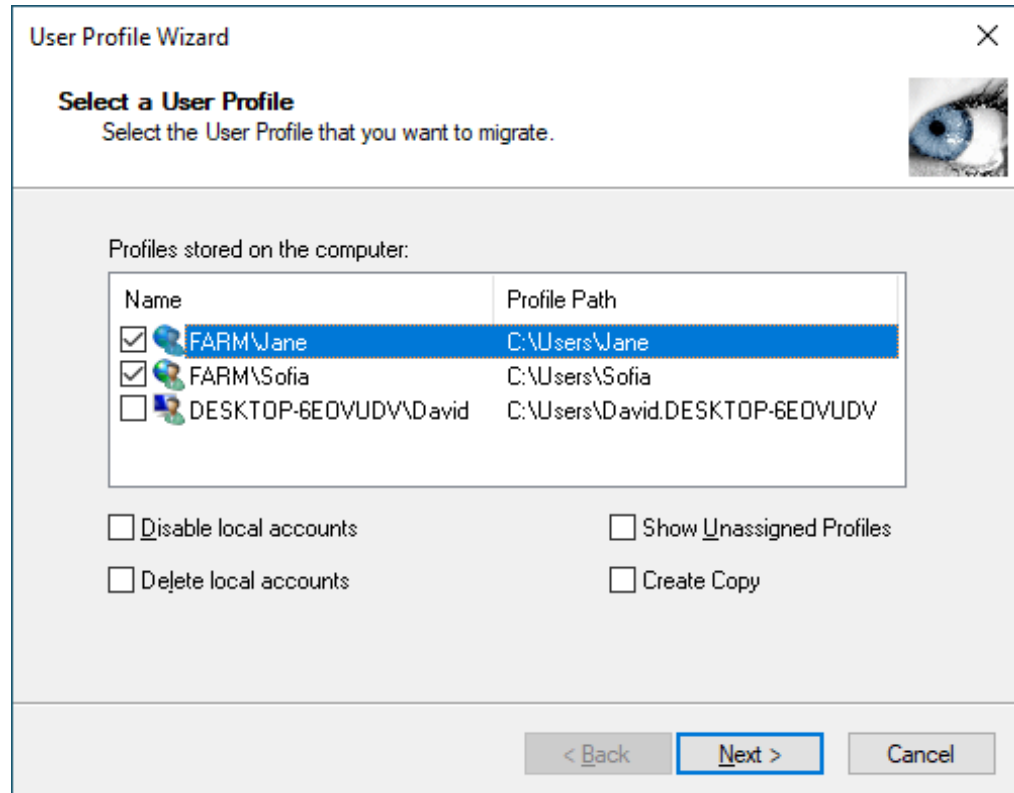 User Profile Wizard
Select a User Profile
Select the User Profile that you want to migrate.
Profiles stored on the computer:
Name Profile Path
FARM\Jane C:\Users\Jane
FARM\Sofia C:\Users\Sofia
DESKTOP-6EOVUDV\David C:\Users\David.DESKTOP-6EOVUDV
Disable local accounts Show Unassigned Profiles
Delete local accounts Create Copy
< Back Next > Cancel